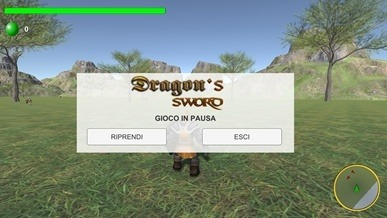 0
Dragon's
SWORD
GIOCO IN PAUSA
RIPRENDI
ESCI